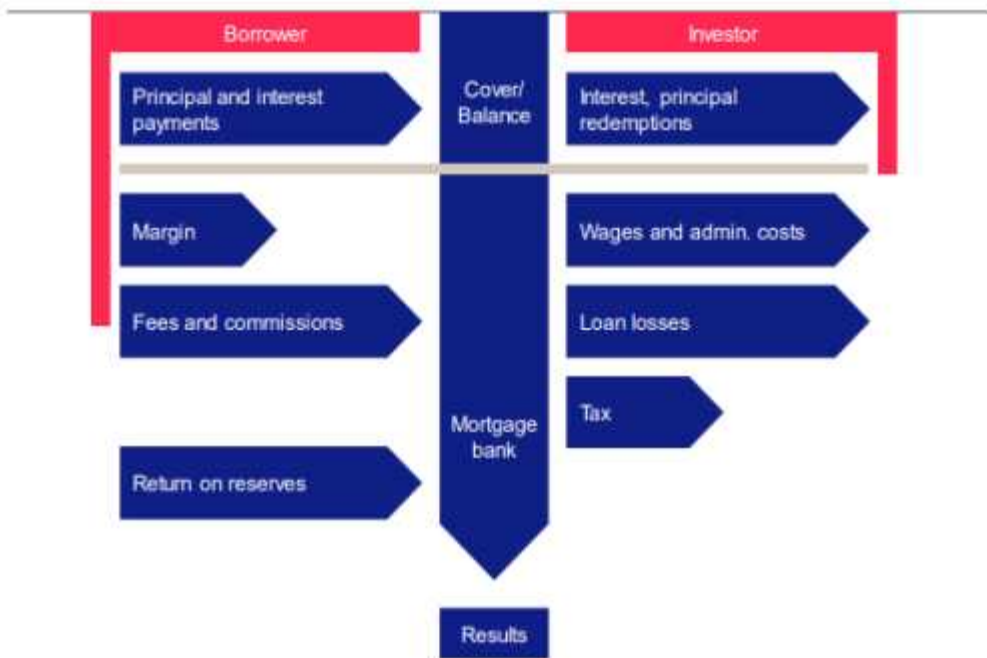 Borrower
Investor
Principal and interest
payments
Cover/
Balance
Interest, principal
redemptions
Margin
Wages and admin. costs
Fees and commissions
Loan losses
Mortgage
bank
Tax
Return on reserves
Results